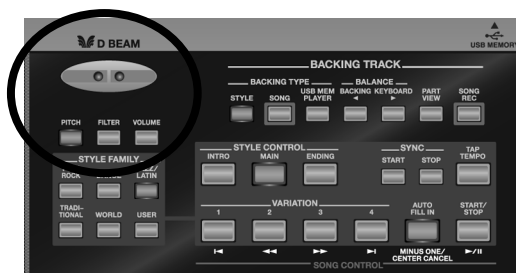 D BEAM
USB MEMORY
BACKING TRACK
BACKING TYPE
BALANCE
STYLE
SONG
USB MEM
PLAYER
BACKING
KEYBOARD
PART
VIEW
SONG
REC
PITCH
FILTER
VOLUME
STYLE FAMILY
ROCK
LATIN
TRADI-
TIONAL
WORLD
USER
STYLE CONTROL
INTRO
MAIN
ENDING
SYNC
START
STOP
TAP
TEMPO
VARIATION
1
2
3
4
AUTO
FILL IN
START/
STOP
MINUS ONE/
CENTER CANCEL
SONG CONTROL